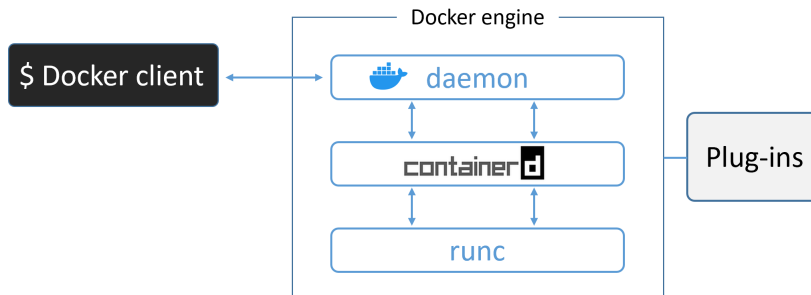 Docker engine
$ Docker client
daemon
containerd
Plug-ins
runc